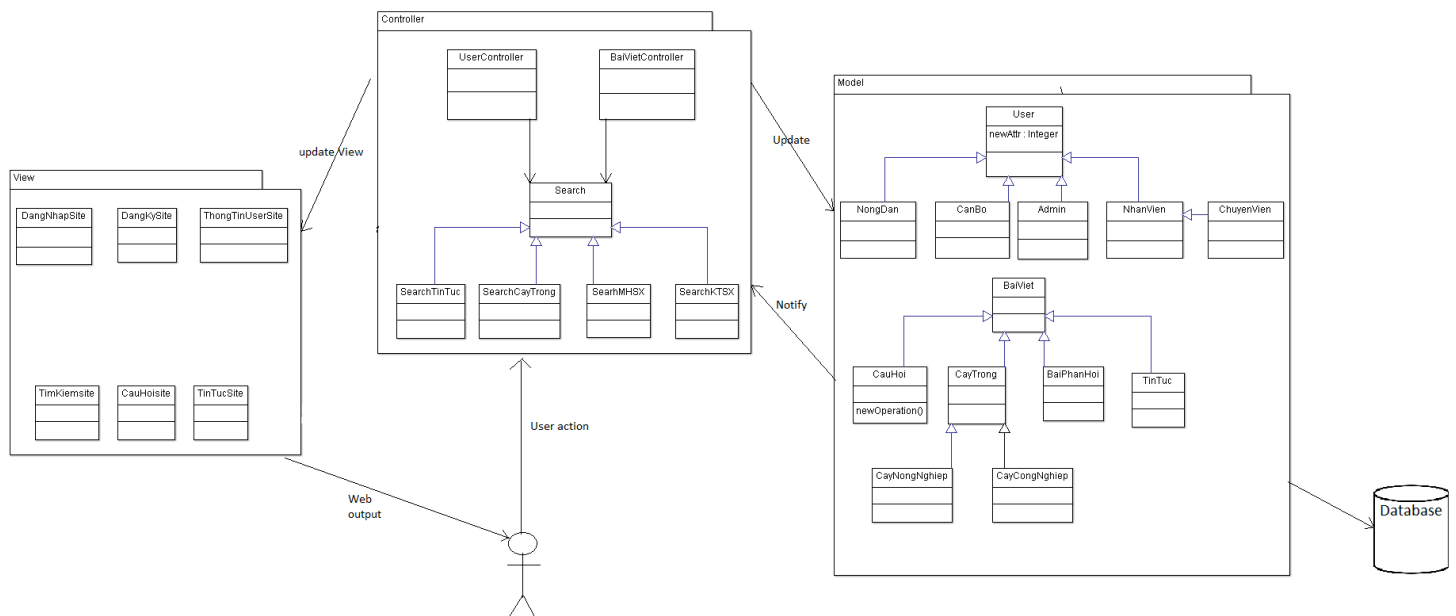 Controller
UserController
BaiVietController
Model
User
newAttr : Integer
Update
update View
View
Search
DangNhapSite
DangKySite
ThongTinUserSite
NongDan
CanBo
Admin
NhanVien
ChuyenVien
SearchTinTuc
SearchCayTrong
SearhMHSX
SearchKTSX
BaiViet
Notify
CauHoi
CayTrong
BaiPhanHoi
TinTuc
newOperation()
TimKiemsite
CauHoisite
TinTucSite
User action
CayNongNghiep
CayCongNghiep
Web
output
Database